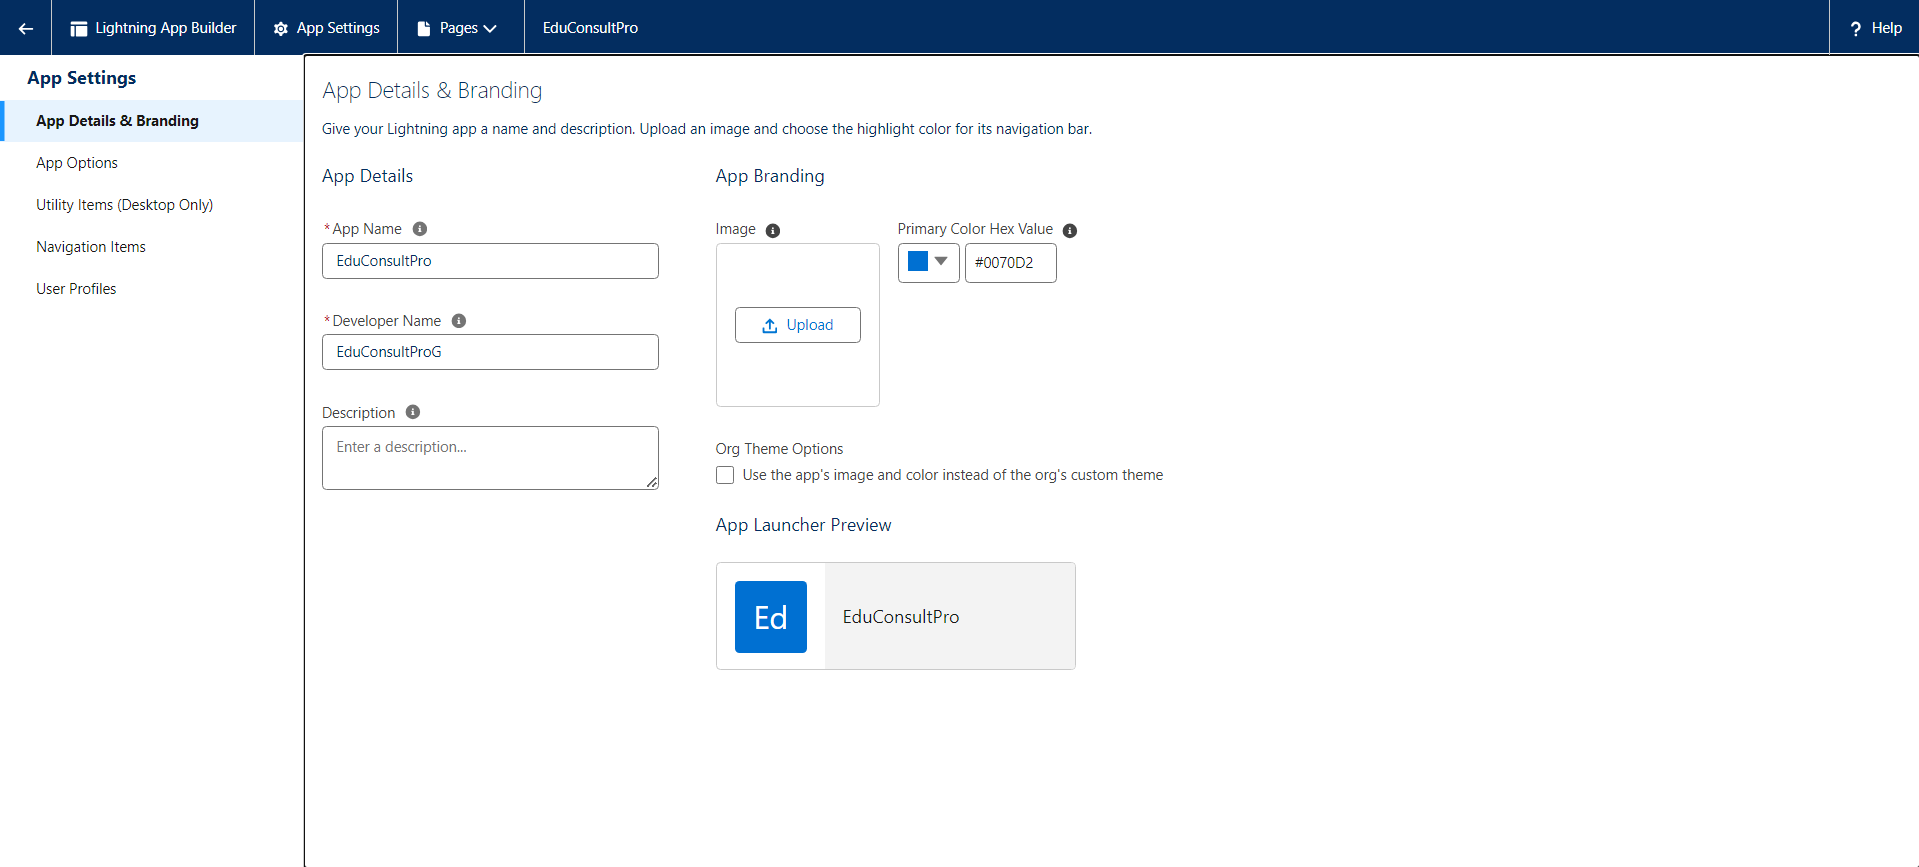 Lightning App Builder
App Settings
Pages
EduConsultPro
? Help
App Settings
App Details & Branding
App Options
Utility Items (Desktop Only)
Navigation Items
User Profiles
App Details & Branding
Give your Lightning app a name and description. Upload an image and choose the highlight color for its navigation bar.
App Details
*App Name
EduConsultPro
*Developer Name
EduConsultProG
Description
Enter a description...
App Branding
Image
Upload
Primary Color Hex Value
#0070D2
Org Theme Options
Use the app's image and color instead of the org's custom theme
App Launcher Preview
Ed
EduConsultPro